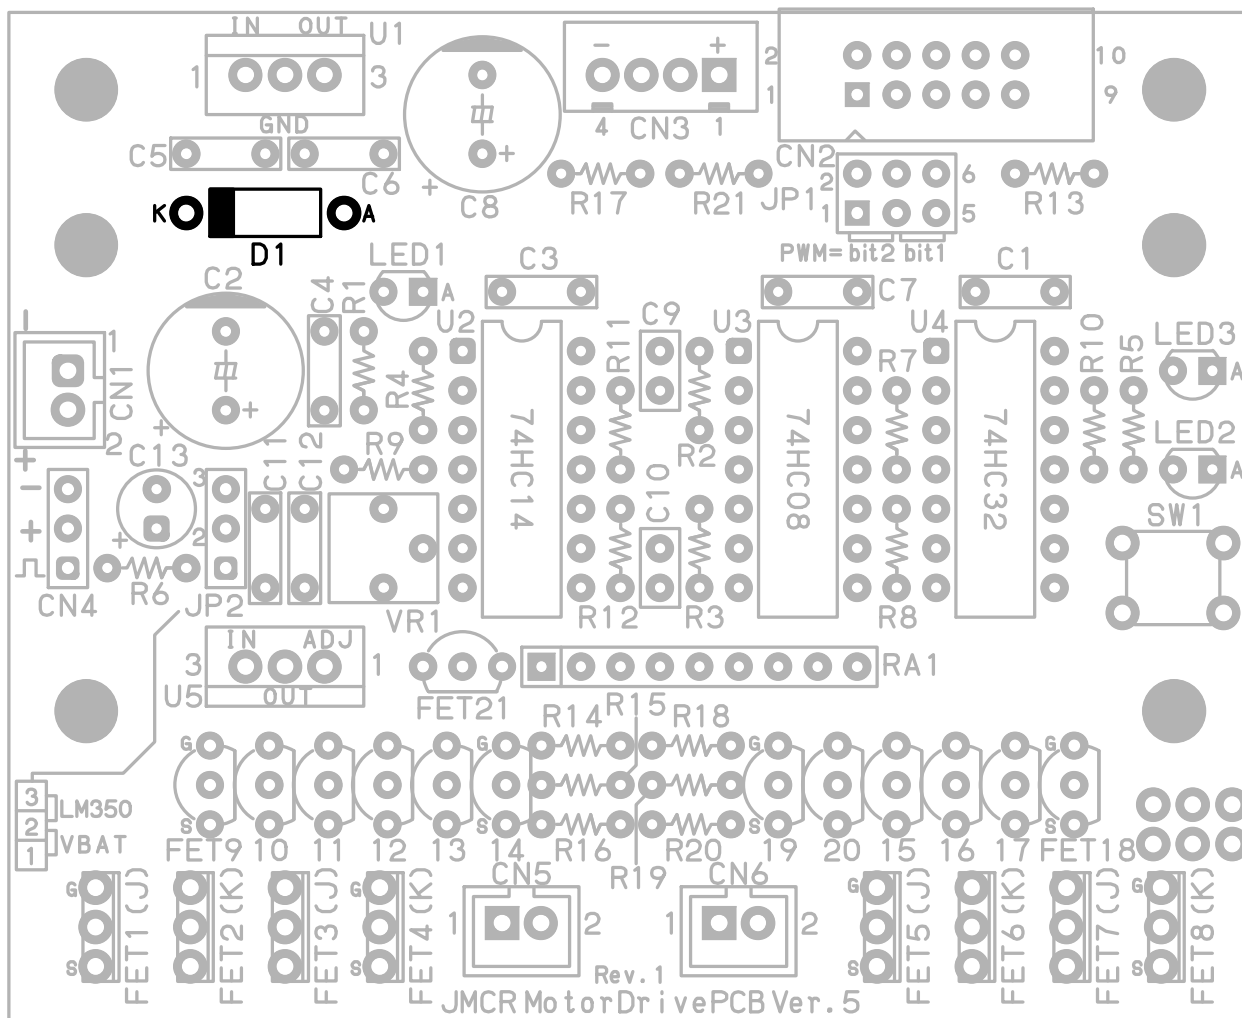 IN OUT U1
1 3
GND
C5 C6
K A
D1
+ C8
+
- +
4 CN3 1
2 10
1 9
CN2
R17 R21 JP1 2 6
1 5
R13
PWM= bit2 bit1
LED1 A
C3 C7 C1
C2 C4 R1
+
+
U2 R11 C9 U3 U4
R4 R7 R10 R5
LED3 A
- 1
CN1
2
+
74HC14 74HC08 74HC32
R9 R2
LED2 A
C13 C11 C12 C10
+
- 3
+ 2
SW1
R6 JP2
CN4
VR1 R12 R3 R8
IN ADJ
3 1
U5 OUT
FET21 RA1
R14 R15 R18
G G
S S
3 LM350
2
1 VBAT
FET9 10 11 12 13 14 R16 R20 19 20 15 16 17 FET18
R19
CN5 CN6
G G G G
1 2 1 2
S S S S
FET1(J) FET2(K) FET3(J) FET4(K) FET5(J) FET6(K) FET7(J) FET8(K)
Rev.1
JMCR MotorDrivePCB Ver.5